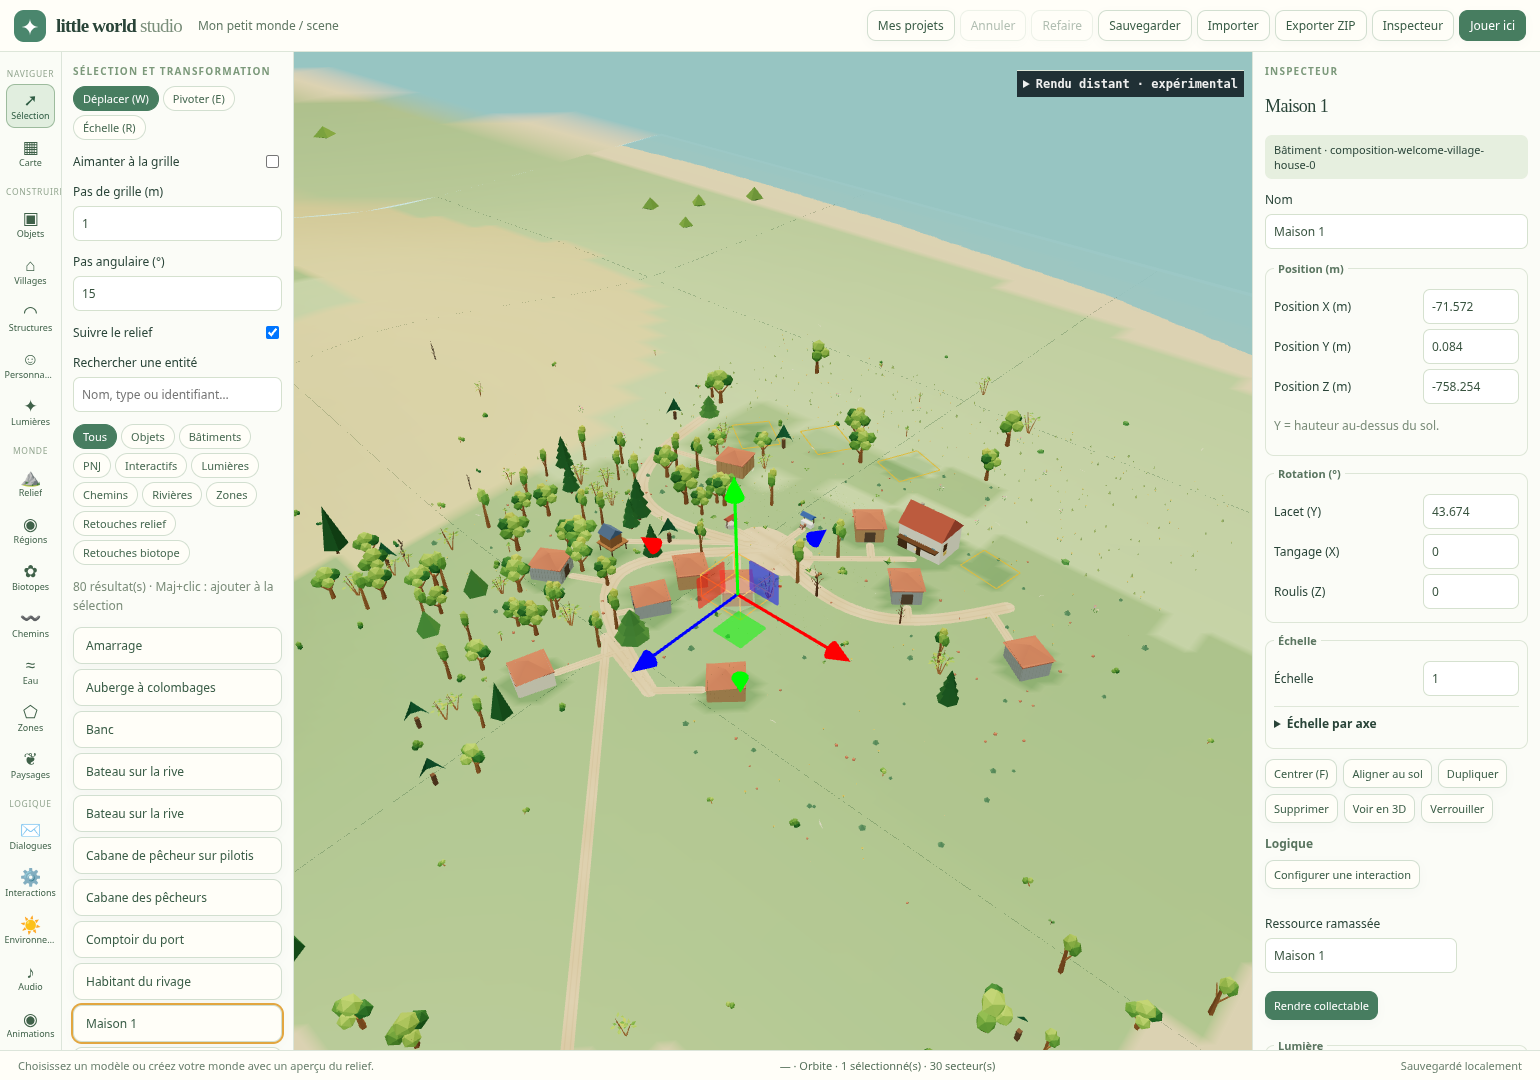 little world studio
Mon petit monde / scene
Mes projets
Annuler
Refaire
Sauvegarder
Importer
Exporter ZIP
Inspecteur
Jouer ici
NAVIGUER
Sélection
Carte
CONSTRUIRE
Objets
Villages
Structures
Personna...
Lumières
MONDE
Relief
Régions
Biotopes
Chemins
Eau
Zones
Paysages
LOGIQUE
Dialogues
Interactions
Environne...
Audio
Animations
SÉLECTION ET TRANSFORMATION
Déplacer (W)
Pivoter (E)
Échelle (R)
Aimanter à la grille
Pas de grille (m)
1
Pas angulaire (°)
15
Suivre le relief
Rechercher une entité
Nom, type ou identifiant…
Tous
Objets
Bâtiments
PNJ
Interactifs
Lumières
Chemins
Rivières
Zones
Retouches relief
Retouches biotope
80 résultat(s) · Maj+clic : ajouter à la
sélection
Amarrage
Auberge à colombages
Banc
Bateau sur la rive
Bateau sur la rive
Cabane de pêcheur sur pilotis
Cabane des pêcheurs
Comptoir du port
Habitant du rivage
Maison 1
Rendu distant · expérimental
INSPECTEUR
Maison 1
Bâtiment · composition-welcome-village-
house-0
Nom
Maison 1
Position (m)
Position X (m)
-71.572
Position Y (m)
0.084
Position Z (m)
-758.254
Y = hauteur au-dessus du sol.
Rotation (°)
Lacet (Y)
43.674
Tangage (X)
0
Roulis (Z)
0
Échelle
Échelle
1
Échelle par axe
Centrer (F)
Aligner au sol
Dupliquer
Supprimer
Voir en 3D
Verrouiller
Logique
Configurer une interaction
Ressource ramassée
Maison 1
Rendre collectable
Lumière
Choisissez un modèle ou créez votre monde avec un aperçu du relief.
— · Orbite · 1 sélectionné(s) · 30 secteur(s)
Sauvegardé localement